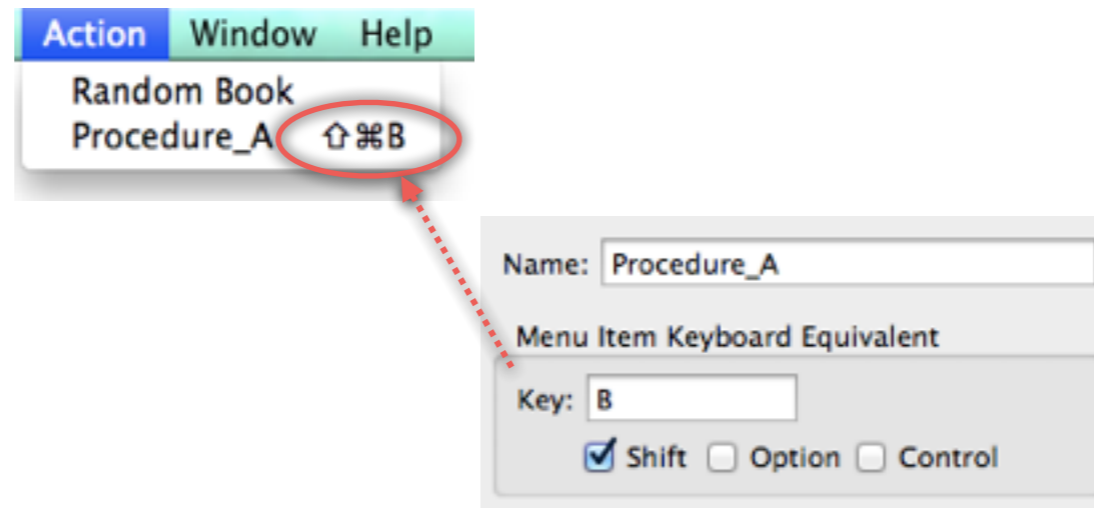 Action Window Help
Random Book
Procedure_A ⇧⌘B
Name: Procedure_A
Menu Item Keyboard Equivalent
Key: B
Shift Option Control